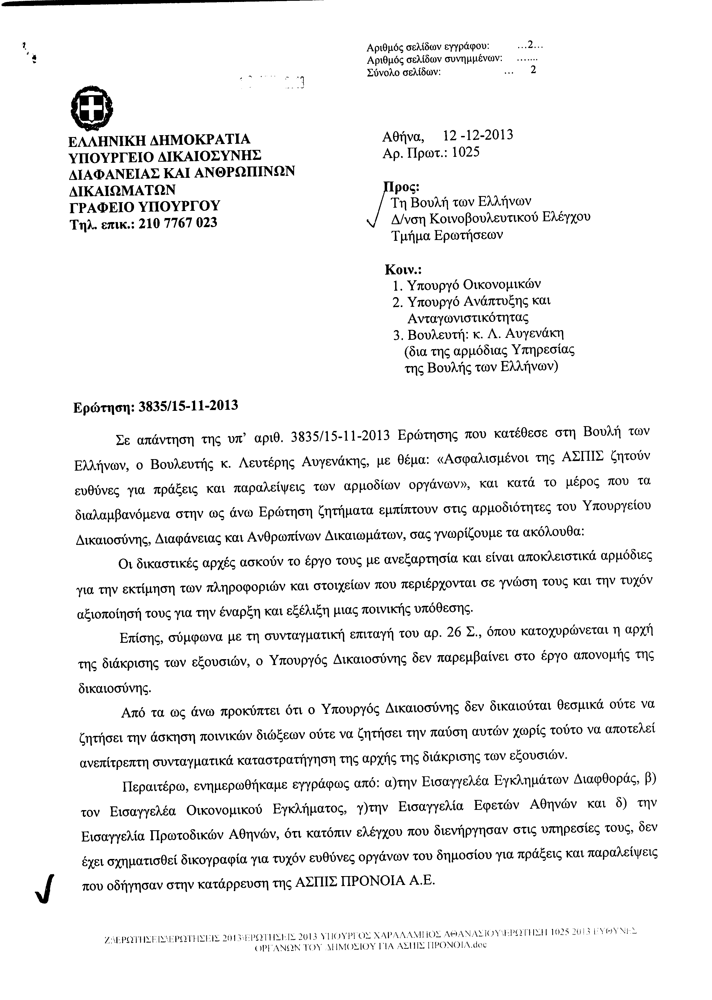 Αριθμός σελίδων εγγράφου: ...2...
Αριθμός σελίδων συνημμένων: .......
Σύνολο σελίδων: ... 2
ΕΛΛΗΝΙΚΗ ΔΗΜΟΚΡΑΤΙΑ
ΥΠΟΥΡΓΕΙΟ ΔΙΚΑΙΟΣΥΝΗΣ
ΔΙΑΦΑΝΕΙΑΣ ΚΑΙ ΑΝΘΡΩΠΙΝΩΝ
ΔΙΚΑΙΩΜΑΤΩΝ
ΓΡΑΦΕΙΟ ΥΠΟΥΡΓΟΥ
Τηλ. επικ.: 210 7767 023
Αθήνα, 12 -12-2013
Αρ. Πρωτ.: 1025
Προς:
Τη Βουλή των Ελλήνων
Δ/νση Κοινοβουλευτικού Ελέγχου
Τμήμα Ερωτήσεων
Κοιν.:
1. Υπουργό Οικονομικών
2. Υπουργό Ανάπτυξης και
Ανταγωνιστικότητας
3. Βουλευτή: κ. Λ. Αυγενάκη
(δια της αρμόδιας Υπηρεσίας
της Βουλής των Ελλήνων)
Ερώτηση: 3835/15-11-2013
Σε απάντηση της υπ’ αριθ. 3835/15-11-2013 Ερώτησης που κατέθεσε στη Βουλή των
Ελλήνων, ο Βουλευτής κ. Λευτέρης Αυγενάκης, με θέμα: «Ασφαλισμένοι της ΑΣΠΙΣ ζητούν
ευθύνες για πράξεις και παραλείψεις των αρμοδίων οργάνων», και κατά το μέρος που τα
διαλαμβανόμενα στην ως άνω Ερώτηση ζητήματα εμπίπτουν στις αρμοδιότητες του Υπουργείου
Δικαιοσύνης, Διαφάνειας και Ανθρωπίνων Δικαιωμάτων, σας γνωρίζουμε τα ακόλουθα:
Οι δικαστικές αρχές ασκούν το έργο τους με ανεξαρτησία και είναι αποκλειστικά αρμόδιες
για την εκτίμηση των πληροφοριών και στοιχείων που περιέρχονται σε γνώση τους και την τυχόν
αξιοποίησή τους για την έναρξη και εξέλιξη μιας ποινικής υπόθεσης.
Επίσης, σύμφωνα με τη συνταγματική επιταγή του αρ. 26 Σ., όπου κατοχυρώνεται η αρχή
της διάκρισης των εξουσιών, ο Υπουργός Δικαιοσύνης δεν παρεμβαίνει στο έργο απονομής της
δικαιοσύνης.
Από τα ως άνω προκύπτει ότι ο Υπουργός Δικαιοσύνης δεν δικαιούται θεσμικά ούτε να
ζητήσει την άσκηση ποινικών διώξεων ούτε να ζητήσει την παύση αυτών χωρίς τούτο να αποτελεί
ανεπίτρεπτη συνταγματικά καταστρατήγηση της αρχής της διάκρισης των εξουσιών.
Περαιτέρω, ενημερωθήκαμε εγγράφως από: α)την Εισαγγελέα Εγκλημάτων Διαφθοράς, β)
τον Εισαγγελέα Οικονομικού Εγκλήματος, γ)την Εισαγγελία Εφετών Αθηνών και δ) την
Εισαγγελία Πρωτοδικών Αθηνών, ότι κατόπιν ελέγχου που διενήργησαν στις υπηρεσίες τους, δεν
έχει σχηματισθεί δικογραφία για τυχόν ευθύνες οργάνων του δημοσίου για πράξεις και παραλείψεις
που οδήγησαν στην κατάρρευση της ΑΣΠΙΣ ΠΡΟΝΟΙΑ Α.Ε.
Ζ:\ΕΡΩΤΗΣΕΙΣ\ΕΡΩΤΗΣΕΙΣ 2013\ΕΡΩΤΗΣΕΙΣ 2013 ΥΠΟΥΡΓΟΣ ΧΑΡΑΛΑΜΠΟΣ ΑΘΑΝΑΣΙΟΥ\ΕΡΩΤΗΣΗ 1025 2013 ΕΥΘΥΝΕΣ
ΟΡΓΑΝΩΝ ΤΟΥ ΔΗΜΟΣΙΟΥ ΓΙΑ ΑΣΠΙΣ ΠΡΟΝΟΙΑ.doc